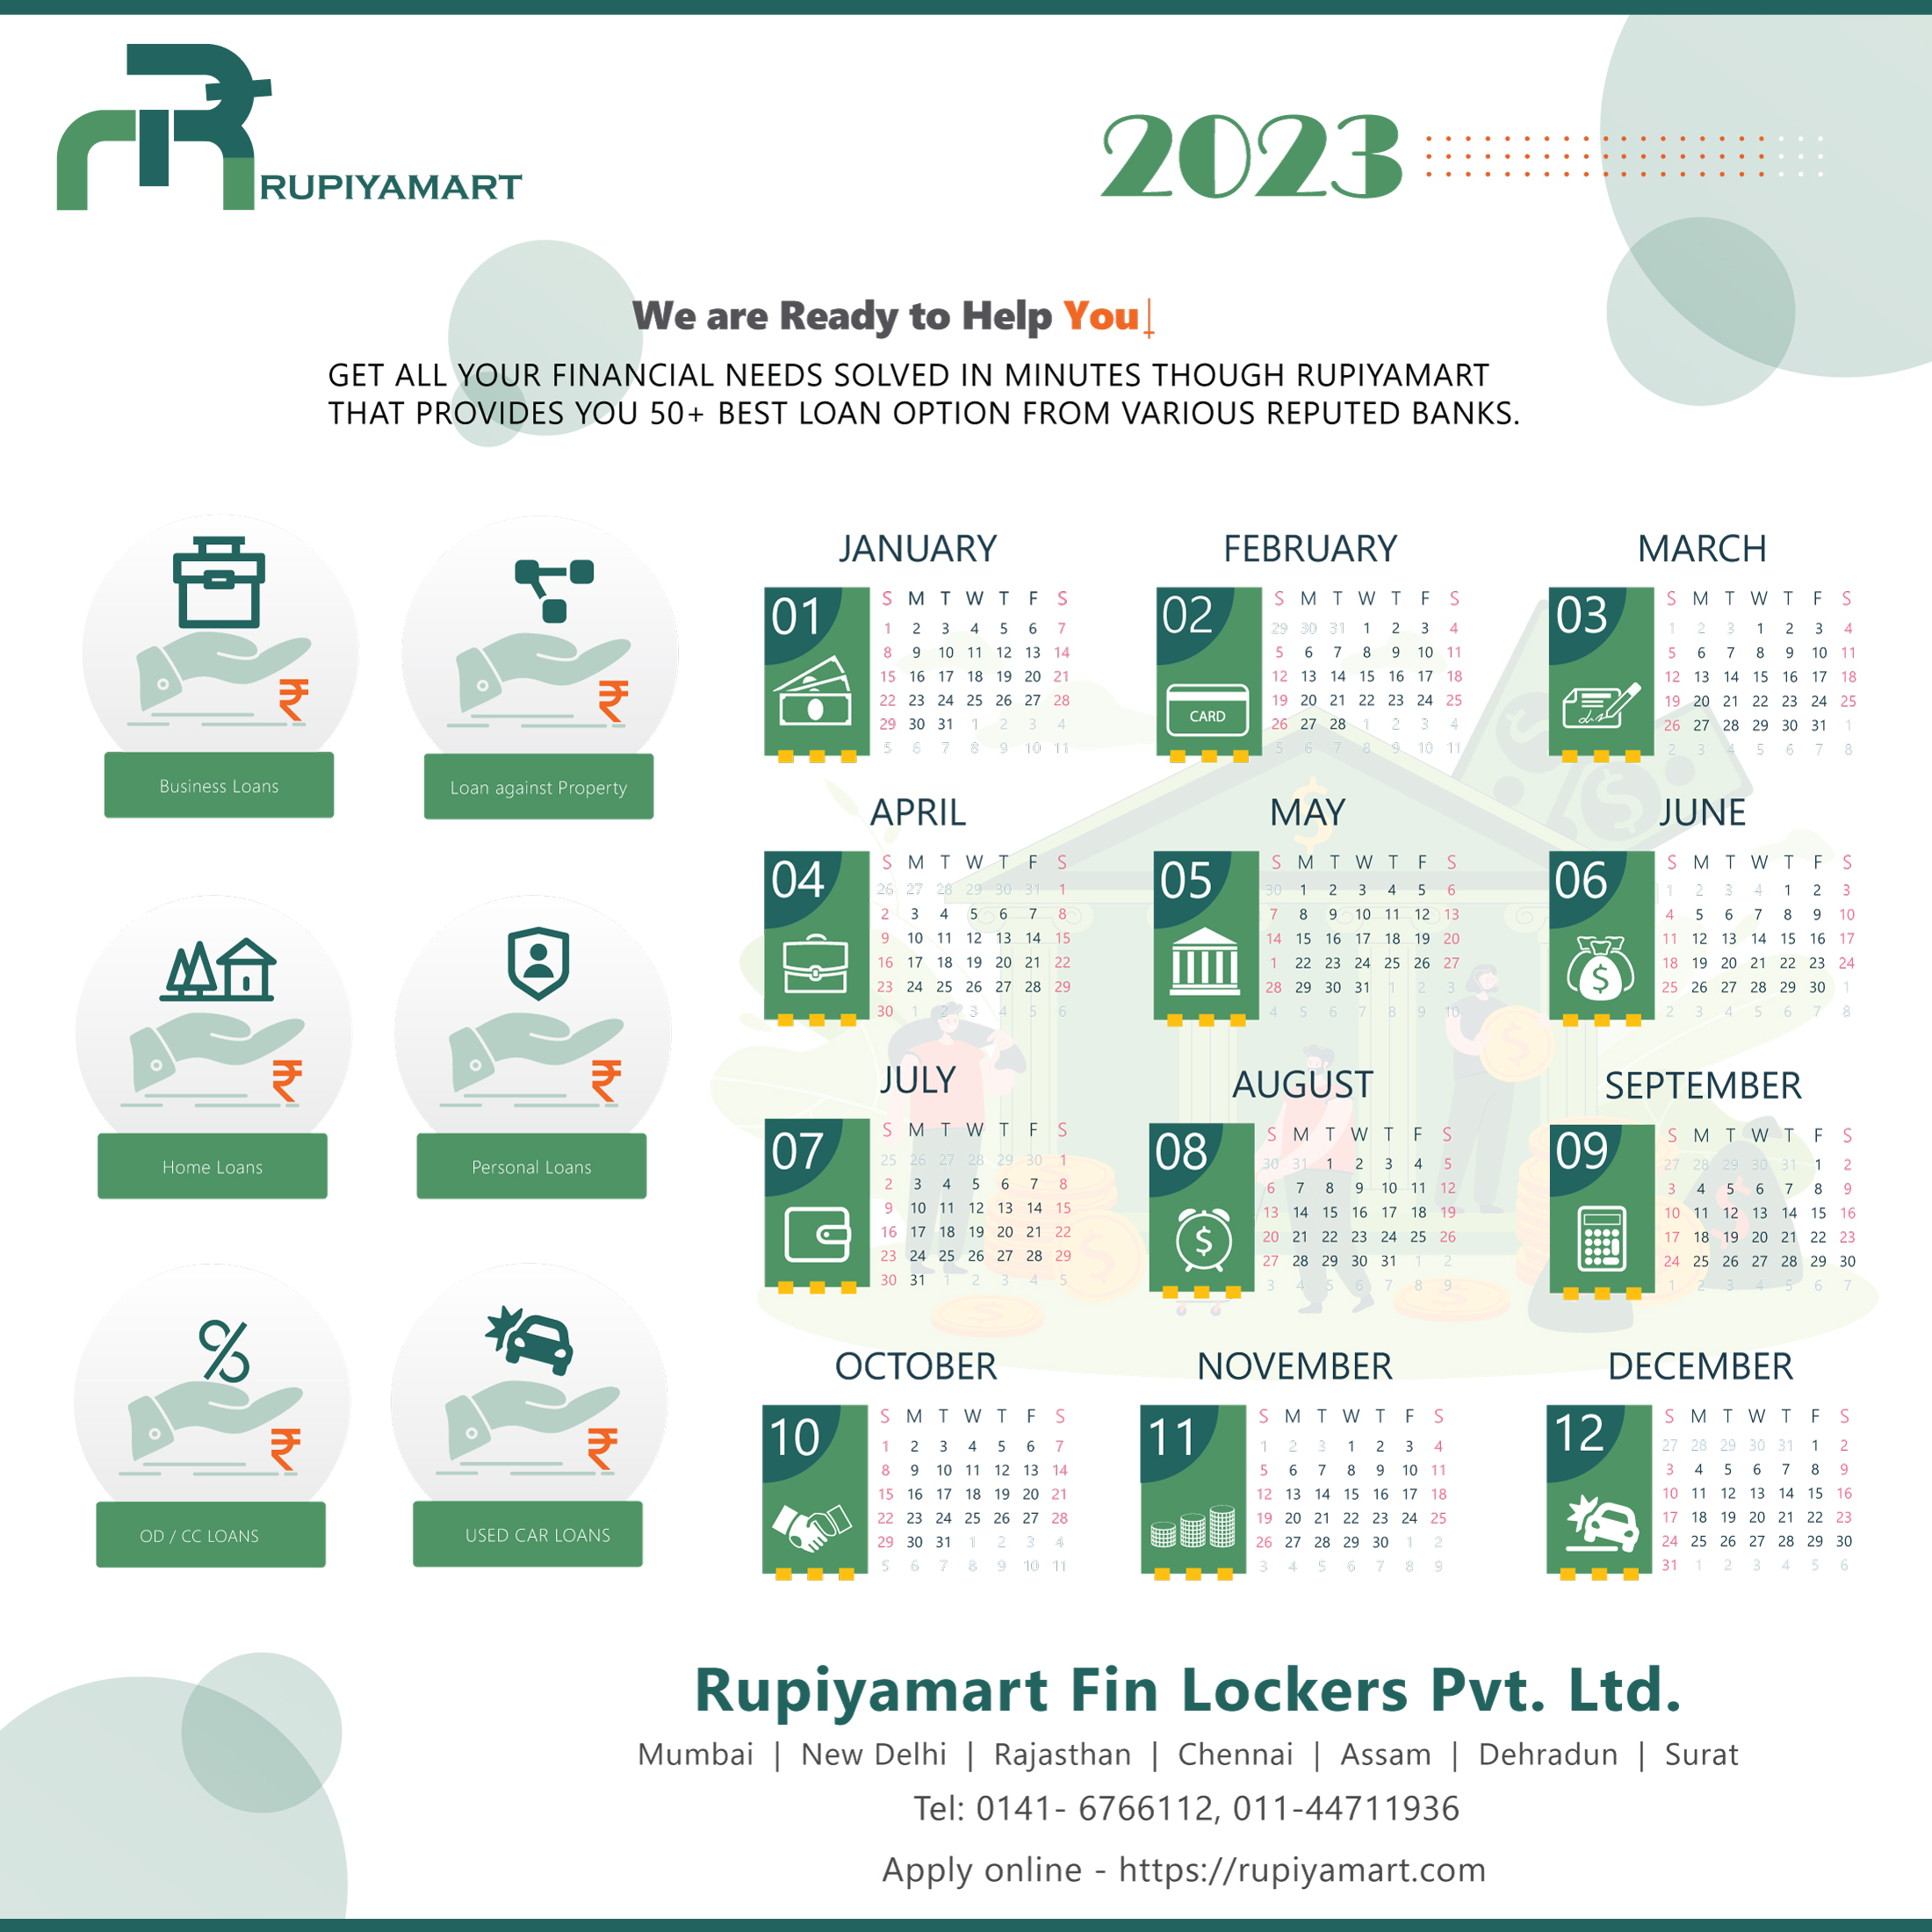 RUPIYAMART
2023
We are Ready to Help You
GET ALL YOUR FINANCIAL NEEDS SOLVED IN MINUTES THOUGH RUPIYAMART
THAT PROVIDES YOU 50+ BEST LOAN OPTION FROM VARIOUS REPUTED BANKS.
₹
Business Loans
₹
Loan against Property
₹
Home Loans
₹
Personal Loans
%
₹
OD / CC LOANS
₹
USED CAR LOANS
JANUARY
01
S M T W T F S
1 2 3 4 5 6 7
8 9 10 11 12 13 14
15 16 17 18 19 20 21
22 23 24 25 26 27 28
29 30 31 1 2 3 4
5 6 7 8 9 10 11
FEBRUARY
02
CARD
S M T W T F S
29 30 31 1 2 3 4
5 6 7 8 9 10 11
12 13 14 15 16 17 18
19 20 21 22 23 24 25
26 27 28 1 2 3 4
5 6 7 8 9 10 11
MARCH
03
S M T W T F S
1 2 3 1 2 3 4
5 6 7 8 9 10 11
12 13 14 15 16 17 18
19 20 21 22 23 24 25
26 27 28 29 30 31 1
2 3 4 5 6 7 8
APRIL
04
S M T W T F S
26 27 28 29 30 31 1
2 3 4 5 6 7 8
9 10 11 12 13 14 15
16 17 18 19 20 21 22
23 24 25 26 27 28 29
30 1 2 3 4 5 6
MAY
05
S M T W T F S
30 1 2 3 4 5 6
7 8 9 10 11 12 13
14 15 16 17 18 19 20
1 22 23 24 25 26 27
28 29 30 31 1 2 3
4 5 6 7 8 9 10
JUNE
06
$
S M T W T F S
1 2 3 4 1 2 3
4 5 6 7 8 9 10
11 12 13 14 15 16 17
18 19 20 21 22 23 24
25 26 27 28 29 30 1
2 3 4 5 6 7 8
JULY
07
S M T W T F S
25 26 27 28 29 30 1
2 3 4 5 6 7 8
9 10 11 12 13 14 15
16 17 18 19 20 21 22
23 24 25 26 27 28 29
30 31 1 2 3 4 5
AUGUST
08
$
S M T W T F S
30 31 1 2 3 4 5
6 7 8 9 10 11 12
13 14 15 16 17 18 19
20 21 22 23 24 25 26
27 28 29 30 31 1 2
3 4 5 6 7 8 9
SEPTEMBER
09
S M T W T F S
27 28 29 30 31 1 2
3 4 5 6 7 8 9
10 11 12 13 14 15 16
17 18 19 20 21 22 23
24 25 26 27 28 29 30
1 2 3 4 5 6 7
OCTOBER
10
S M T W T F S
1 2 3 4 5 6 7
8 9 10 11 12 13 14
15 16 17 18 19 20 21
22 23 24 25 26 27 28
29 30 31 1 2 3 4
5 6 7 8 9 10 11
NOVEMBER
11
S M T W T F S
1 2 3 1 2 3 4
5 6 7 8 9 10 11
12 13 14 15 16 17 18
19 20 21 22 23 24 25
26 27 28 29 30 1 2
3 4 5 6 7 8 9
DECEMBER
12
S M T W T F S
27 28 29 30 31 1 2
3 4 5 6 7 8 9
10 11 12 13 14 15 16
17 18 19 20 21 22 23
24 25 26 27 28 29 30
31 1 2 3 4 5 6
Rupiyamart Fin Lockers Pvt. Ltd.
Mumbai | New Delhi | Rajasthan | Chennai | Assam | Dehradun | Surat
Tel: 0141- 6766112, 011-44711936
Apply online - https://rupiyamart.com